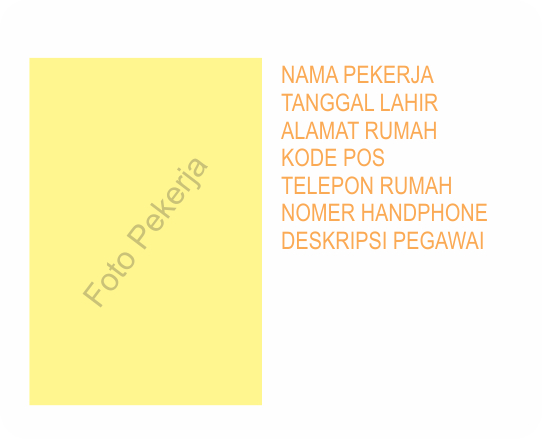 Foto Pekerja
NAMA PEKERJA
TANGGAL LAHIR
ALAMAT RUMAH
KODE POS
TELEPON RUMAH
NOMER HANDPHONE
DESKRIPSI PEGAWAI